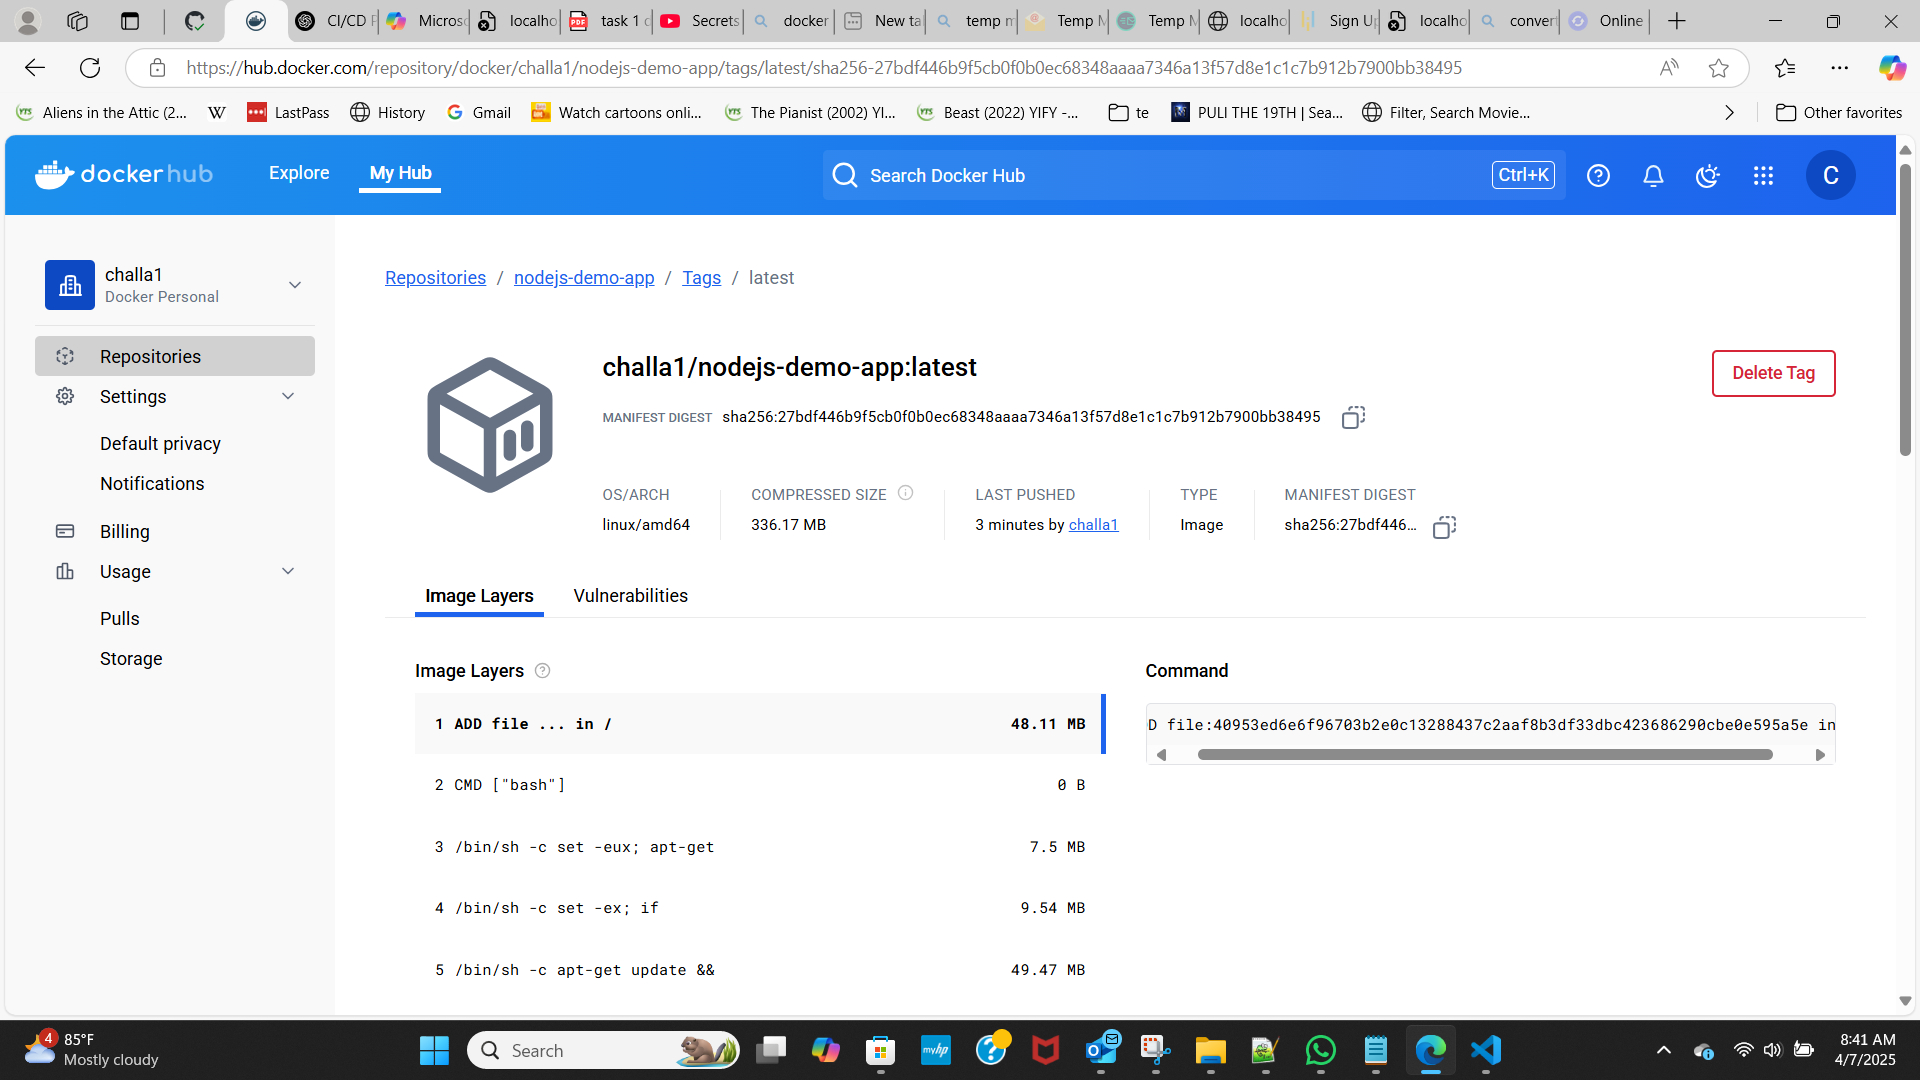 CI/CD P
Microso
localho
task 1 d
Secrets
docker
New ta
temp m
Temp M
Temp M
localho
Sign Up
localho
convert
Online
https://hub.docker.com/repository/docker/challa1/nodejs-demo-app/tags/latest/sha256-27bdf446b9f5cb0f0b0ec68348aaaa7346a13f57d8e1c1c7b912b7900bb38495
Aliens in the Attic (2...
W
LastPass
History
Gmail
Watch cartoons onli...
The Pianist (2002) YI...
Beast (2022) YIFY -...
te
PULI THE 19TH | Sea...
Filter, Search Movie...
Other favorites
dockerhub
Explore
My Hub
Search Docker Hub
Ctrl+K
C
challa1
Docker Personal
Repositories
Settings
Default privacy
Notifications
Billing
Usage
Pulls
Storage
Repositories / nodejs-demo-app / Tags / latest
challa1/nodejs-demo-app:latest
Delete Tag
MANIFEST DIGEST sha256:27bdf446b9f5cb0f0b0ec68348aaaa7346a13f57d8e1c1c7b912b7900bb38495
OS/ARCH
linux/amd64
COMPRESSED SIZE
336.17 MB
LAST PUSHED
3 minutes by challa1
TYPE
Image
MANIFEST DIGEST
sha256:27bdf446...
Image Layers
Vulnerabilities
Image Layers
1 ADD file ... in / 48.11 MB
2 CMD ["bash"] 0 B
3 /bin/sh -c set -eux; apt-get 7.5 MB
4 /bin/sh -c set -ex; if 9.54 MB
5 /bin/sh -c apt-get update && 49.47 MB
Command
D file:40953ed6e6f96703b2e0c13288437c2aaf8b3df33dbc423686290cbe0e595a5e in
4
85°F
Mostly cloudy
Search
myhp
8:41 AM
4/7/2025